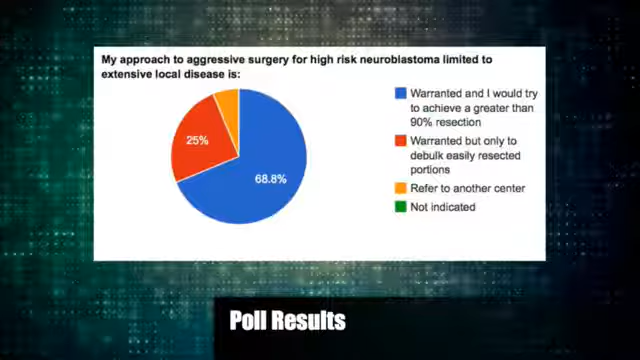 My approach to aggressive surgery for high risk neuroblastoma limited to
extensive local disease is:
25%
68.8%
Warranted and I would try
to achieve a greater than
90% resection
Warranted but only to
debulk easily resected
portions
Refer to another center
Not indicated
Poll Results